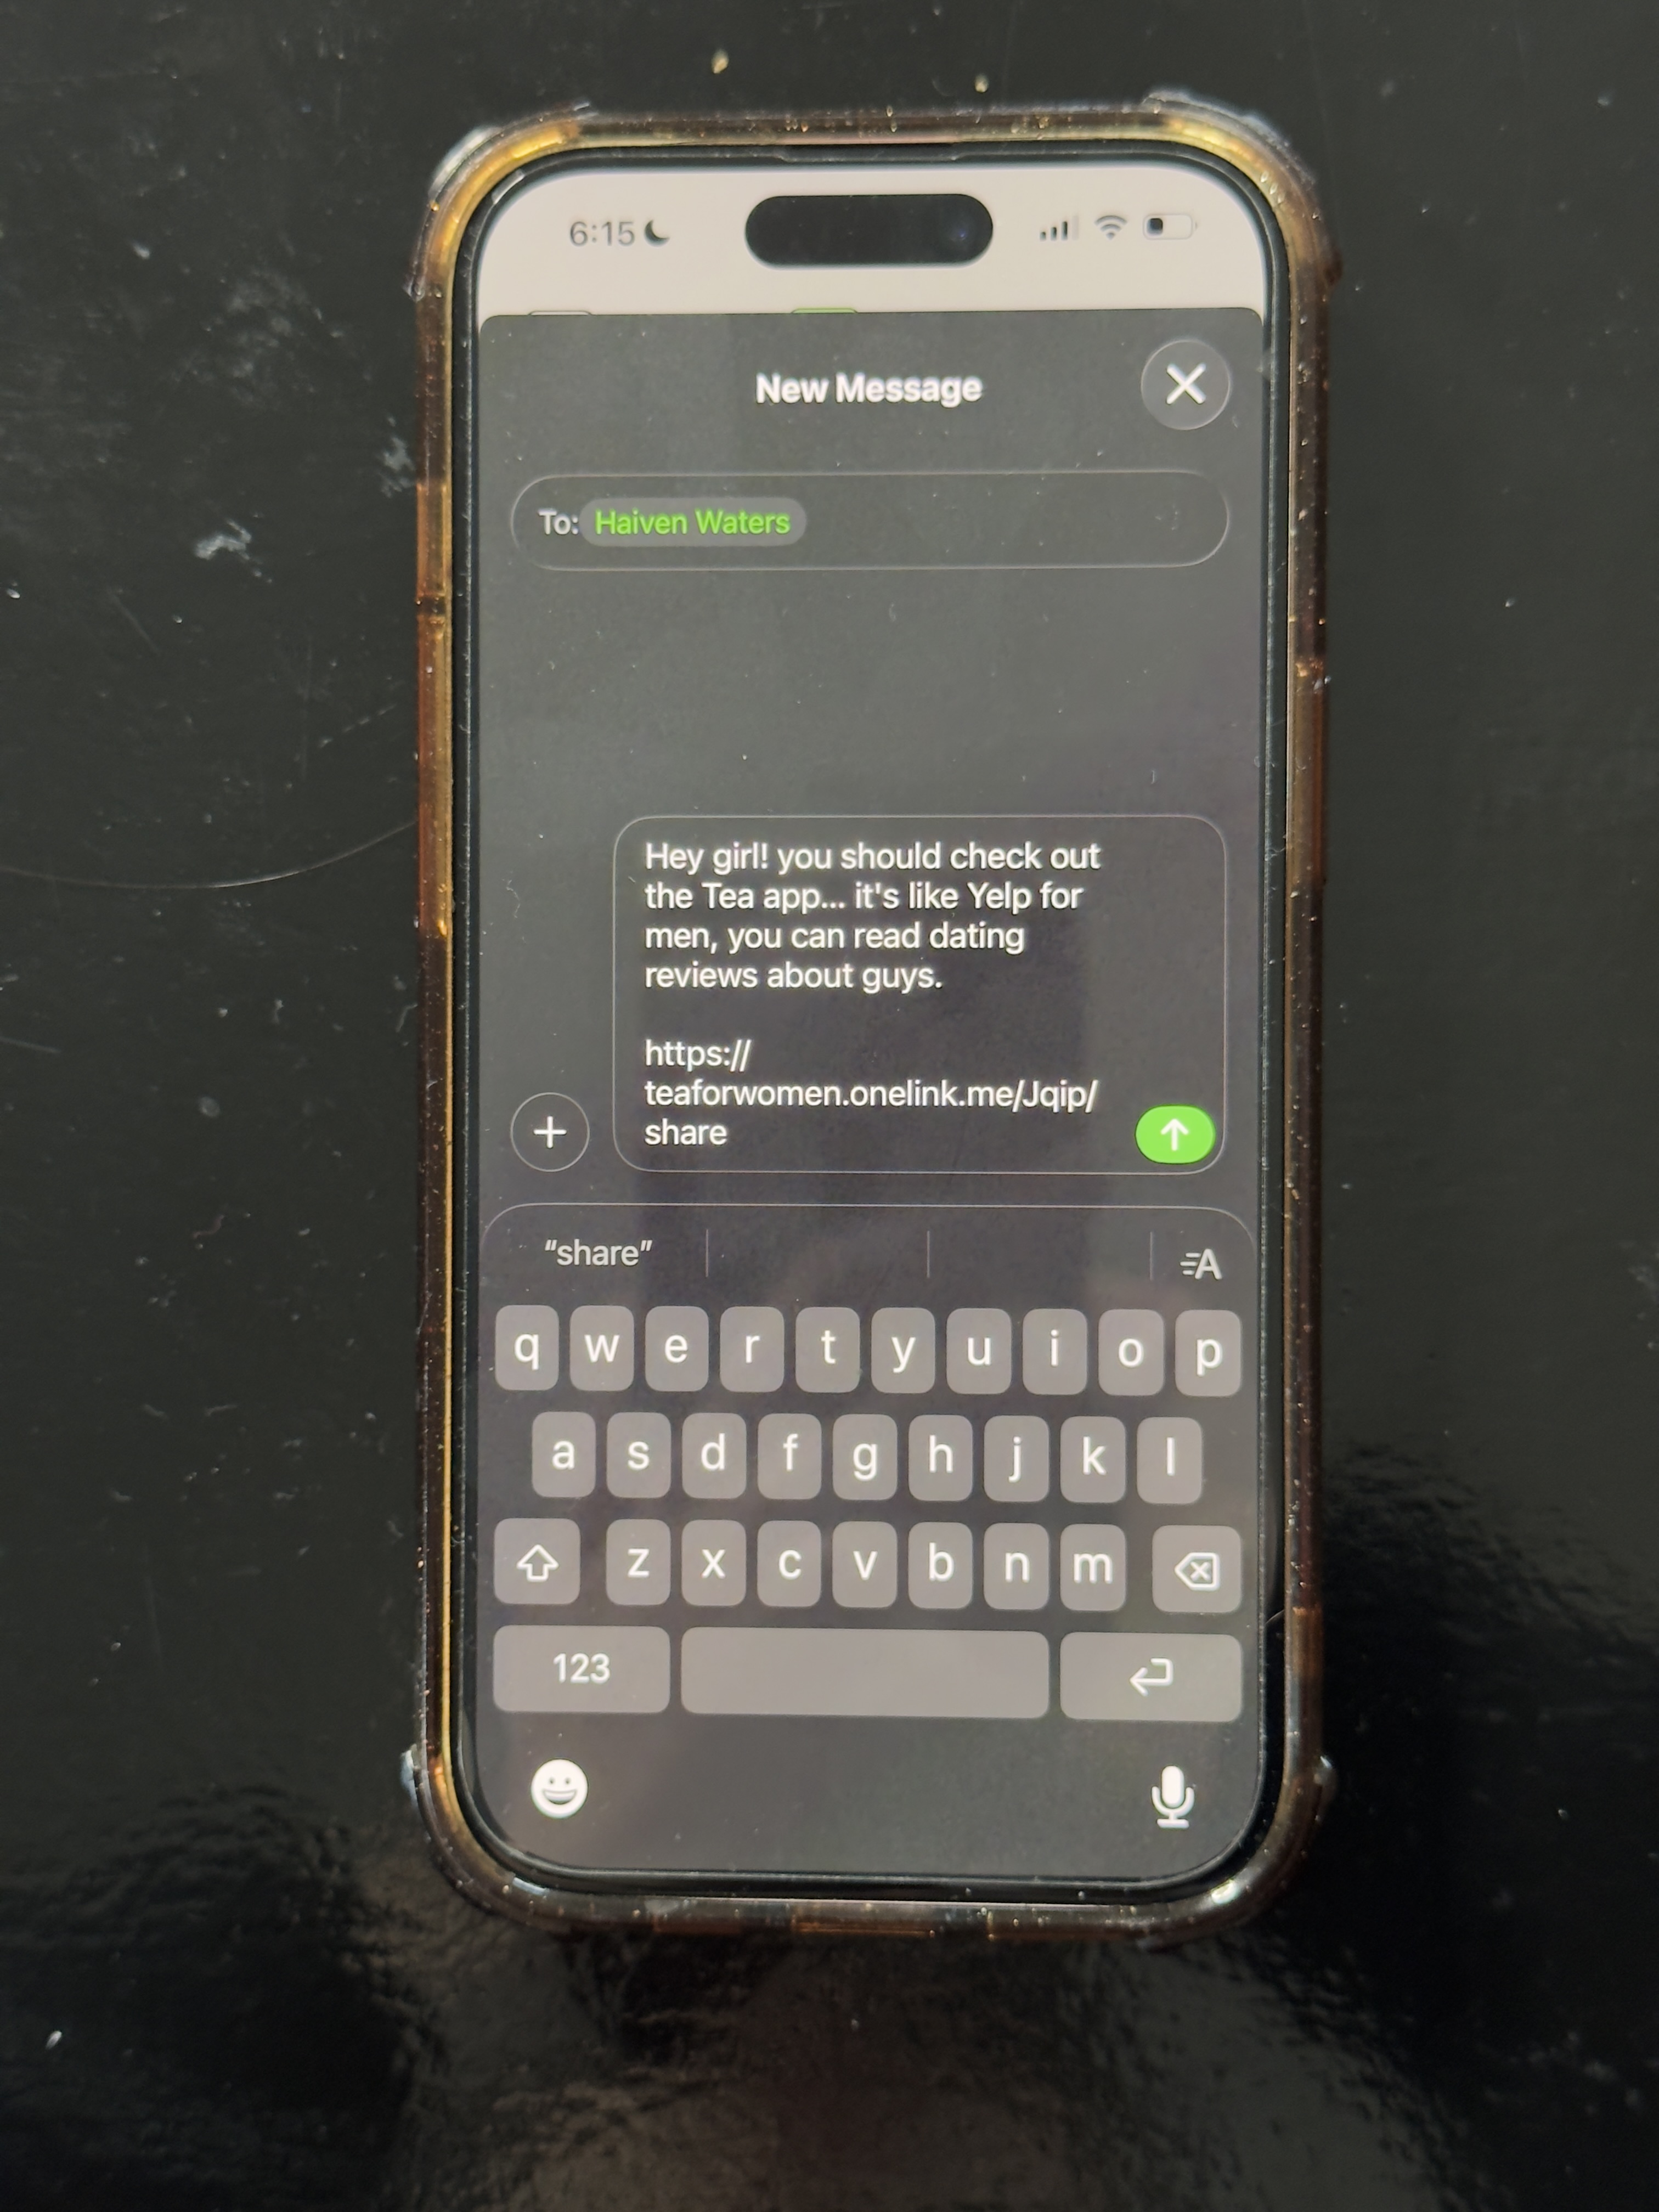 6:15
New Message
To: Haiven Waters
Hey girl! you should check out
the Tea app... it's like Yelp for
men, you can read dating
reviews about guys.
https://
teaforwomen.onelink.me/Jqip/
share
“share”
A
q w e r t y u i o p
a s d f g h j k l
z x c v b n m
123